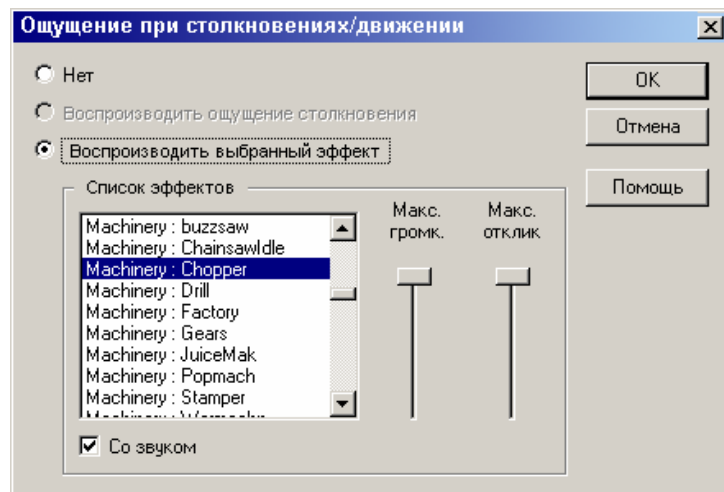 Ощущение при столкновениях/движении
Нет
Воспроизводить ощущение столкновения
Воспроизводить выбранный эффект
OK
Отмена
Помощь
Список эффектов
Machinery : buzzsaw
Machinery : ChainsawIdle
Machinery : Chopper
Machinery : Drill
Machinery : Factory
Machinery : Gears
Machinery : JuiceMak
Machinery : Popmach
Machinery : Stamper
Макс.
громк.
Макс.
отклик
Со звуком